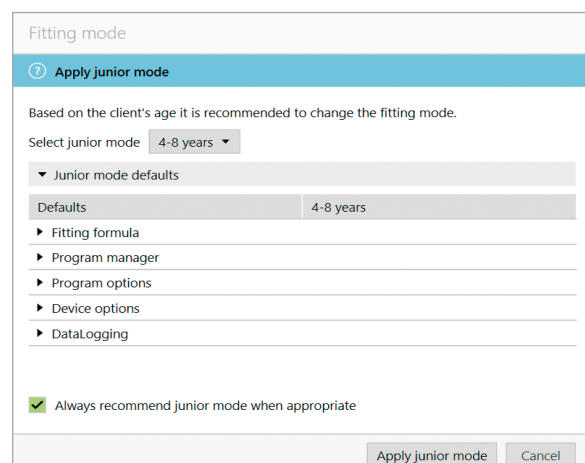 Fitting mode
? Apply junior mode
Based on the client's age it is recommended to change the fitting mode.
Select junior mode 4-8 years
Junior mode defaults
Defaults 4-8 years
Fitting formula
Program manager
Program options
Device options
DataLogging
Always recommend junior mode when appropriate
Apply junior mode Cancel